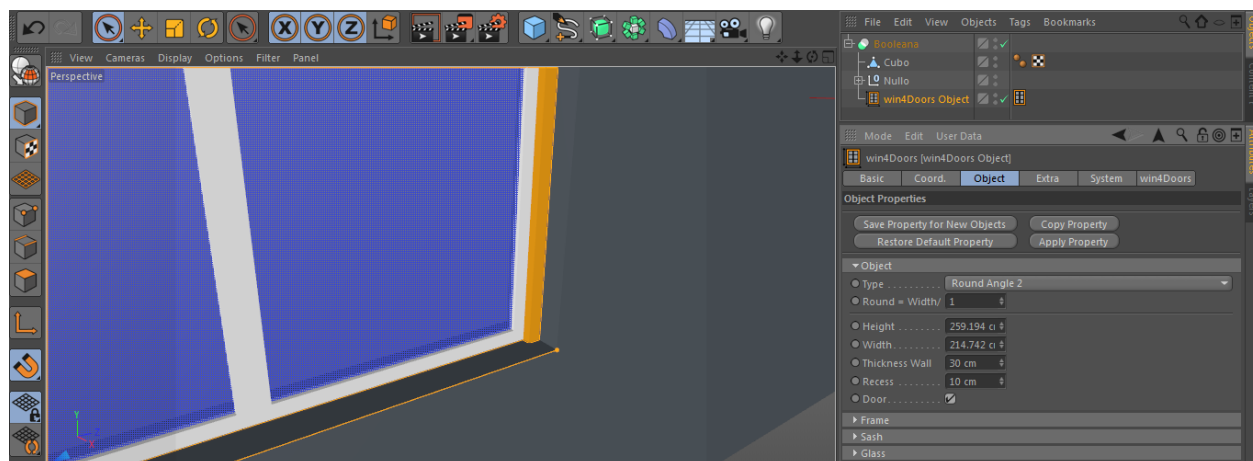 X Y Z
File Edit View Objects Tags Bookmarks
Booleana
Cubo
Nullo
win4Doors Object
View Cameras Display Options Filter Panel
Perspective
Y
X
Mode Edit User Data
win4Doors [win4Doors Object]
Basic Coord. Object Extra System win4Doors
Object Properties
Save Property for New Objects Copy Property
Restore Default Property Apply Property
Object
Type . . . . . . . . . Round Angle 2
Round = Width/ 1
Height . . . . . . . 259.194 c
Width . . . . . . . . 214.742 c
Thickness Wall 30 cm
Recess . . . . . . . 10 cm
Door. . . . . . . . .
Frame
Sash
Glass